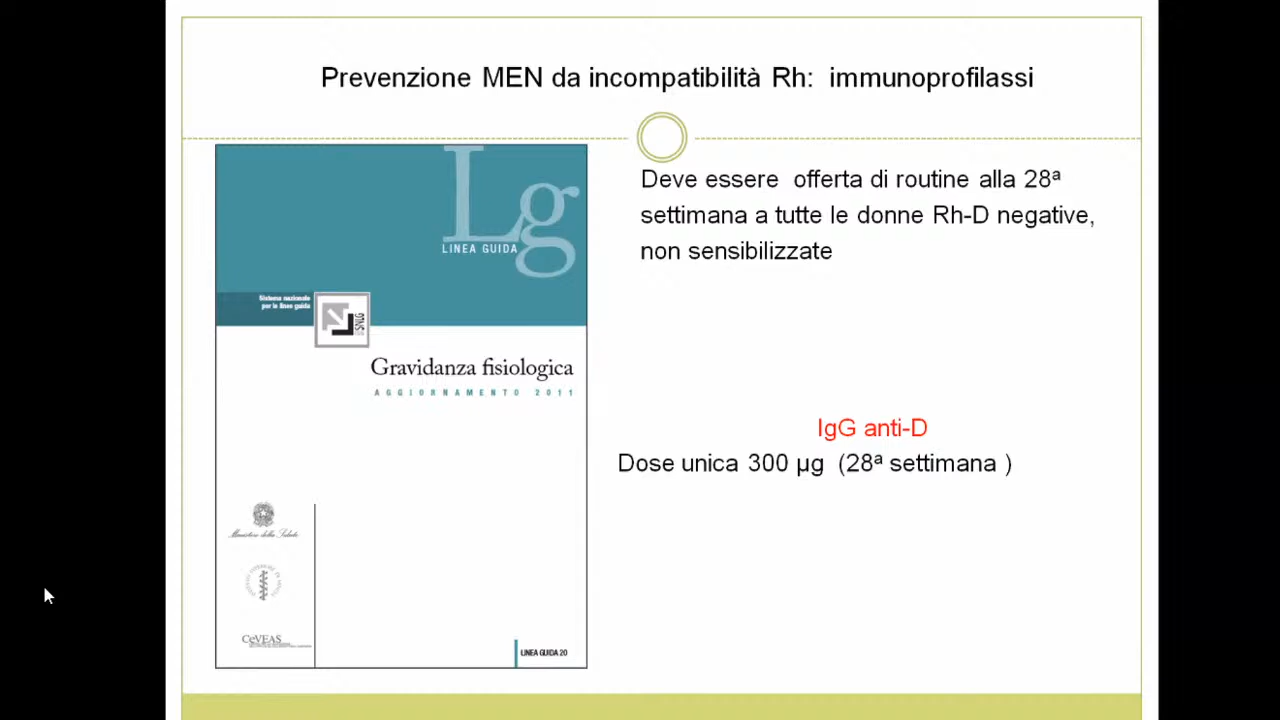 Prevenzione MEN da incompatibilità Rh: immunoprofilassi
Deve essere offerta di routine alla 28ª
settimana a tutte le donne Rh-D negative,
non sensibilizzate
IgG anti-D
Dose unica 300 µg (28ª settimana )
Lg
LINEA GUIDA
Sistema nazionale
per le linee guida
SNLG
Gravidanza fisiologica
AGGIORNAMENTO 2011
Ministero della Salute
CeVEAS
LINEA GUIDA 20